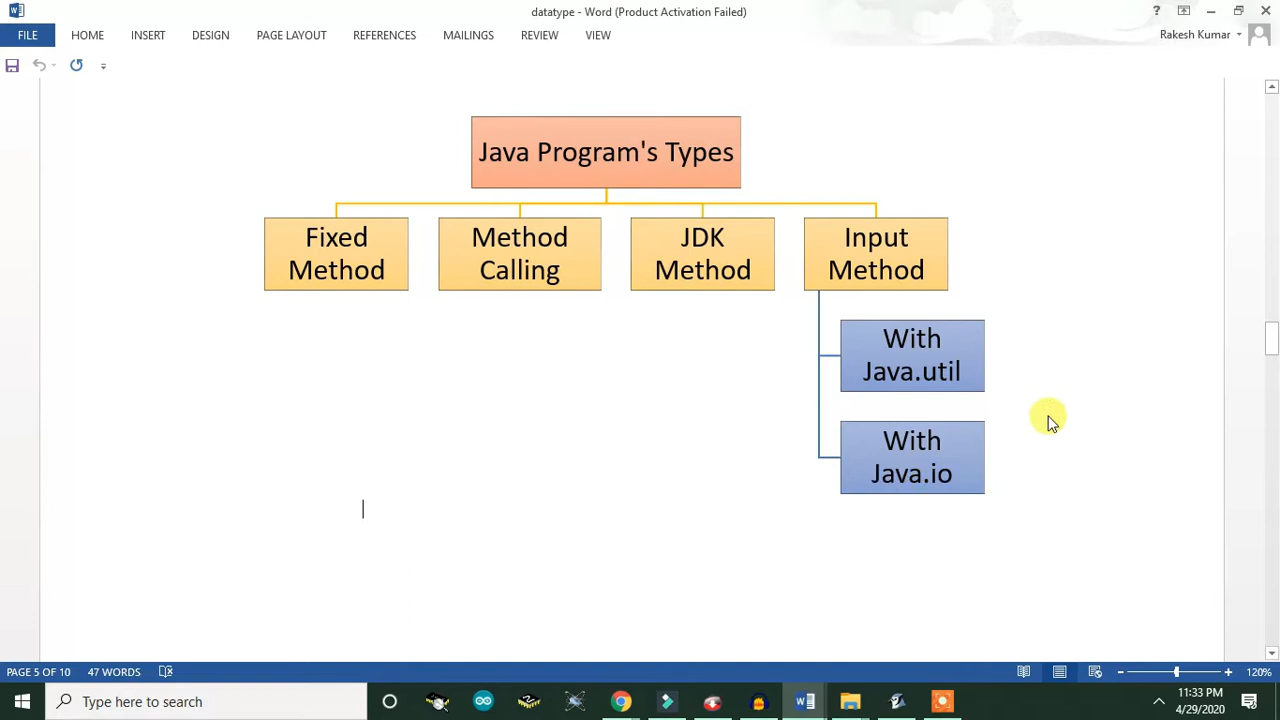 datatype - Word (Product Activation Failed)
?
FILE HOME INSERT DESIGN PAGE LAYOUT REFERENCES MAILINGS REVIEW VIEW
Rakesh Kumar
Java Program's Types
Fixed
Method
Method
Calling
JDK
Method
Input
Method
With
Java.util
With
Java.io
PAGE 5 OF 10 47 WORDS
120%
Type here to search
11:33 PM
4/29/2020